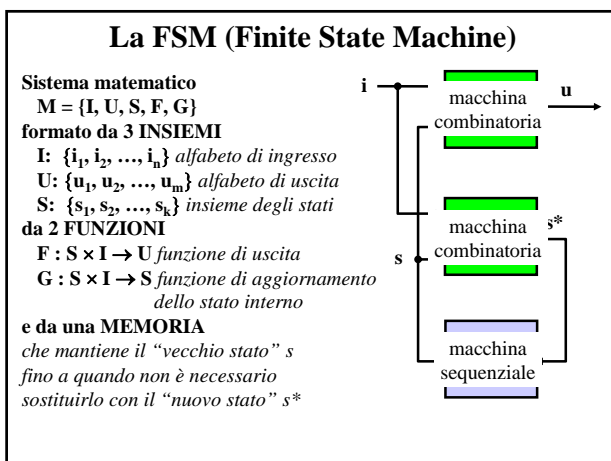 La FSM (Finite State Machine)
Sistema matematico
M = {I, U, S, F, G}
formato da 3 INSIEMI
I: {i1, i2, …, in} alfabeto di ingresso
U: {u1, u2, …, um} alfabeto di uscita
S: {s1, s2, …, sk} insieme degli stati
da 2 FUNZIONI
F : S × I → U funzione di uscita
G : S × I → S funzione di aggiornamento
dello stato interno
e da una MEMORIA
che mantiene il “vecchio stato” s
fino a quando non è necessario
sostituirlo con il “nuovo stato” s*
i
macchina
combinatoria
u
macchina
combinatoria
s*
s
macchina
sequenziale